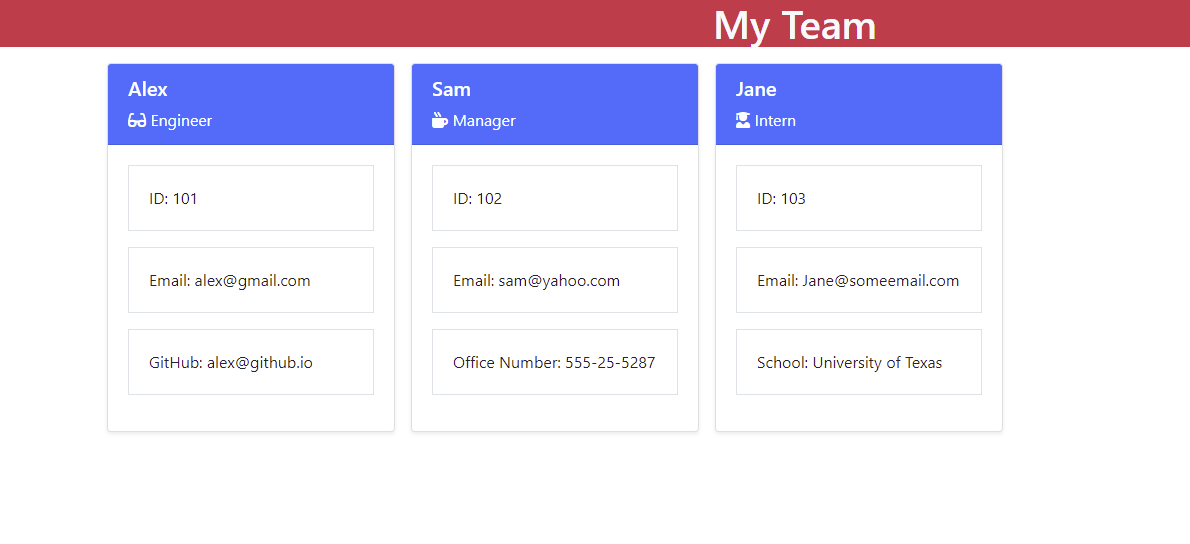 My Team
Alex
Engineer
ID: 101
Email: alex@gmail.com
GitHub: alex@github.io
Sam
Manager
ID: 102
Email: sam@yahoo.com
Office Number: 555-25-5287
Jane
Intern
ID: 103
Email: Jane@someemail.com
School: University of Texas